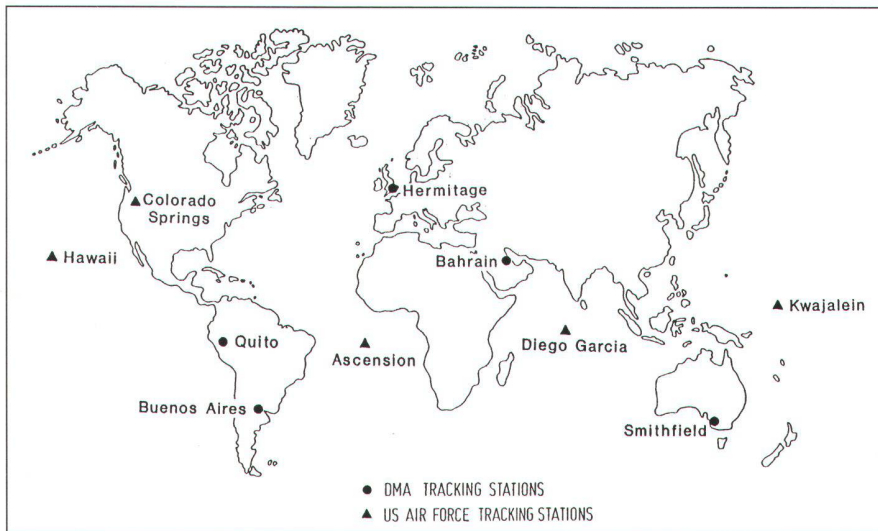 Hermitage
Colorado
Springs
Hawaii
Bahrain
Kwajalein
Quito
Ascension
Diego Garcia
Buenos Aires
Smithfield
DMA TRACKING STATIONS
US AIR FORCE TRACKING STATIONS